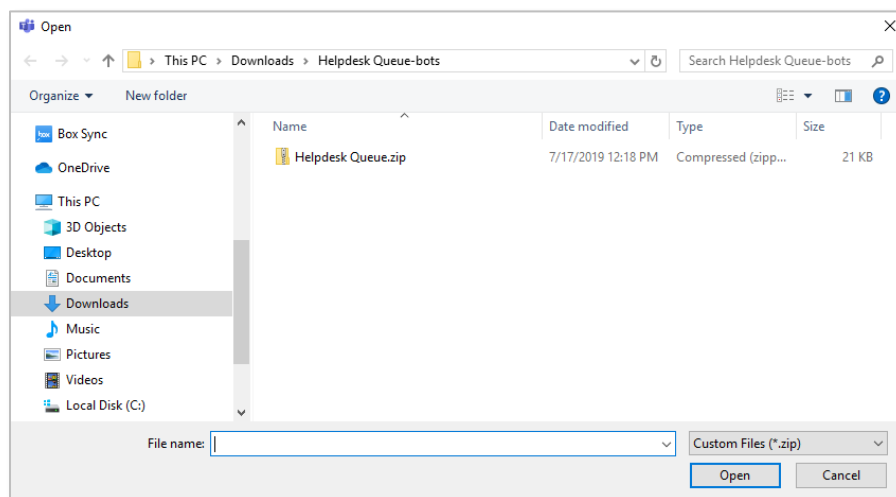 Open
This PC > Downloads > Helpdesk Queue-bots
Search Helpdesk Queue-bots
Organize
New folder
?
Name
Date modified
Type
Size
Helpdesk Queue.zip
7/17/2019 12:18 PM
Compressed (zipp...
21 KB
box
Box Sync
OneDrive
This PC
3D Objects
Desktop
Documents
Downloads
Music
Pictures
Videos
Local Disk (C:)
File name:
Custom Files (*.zip)
Open
Cancel